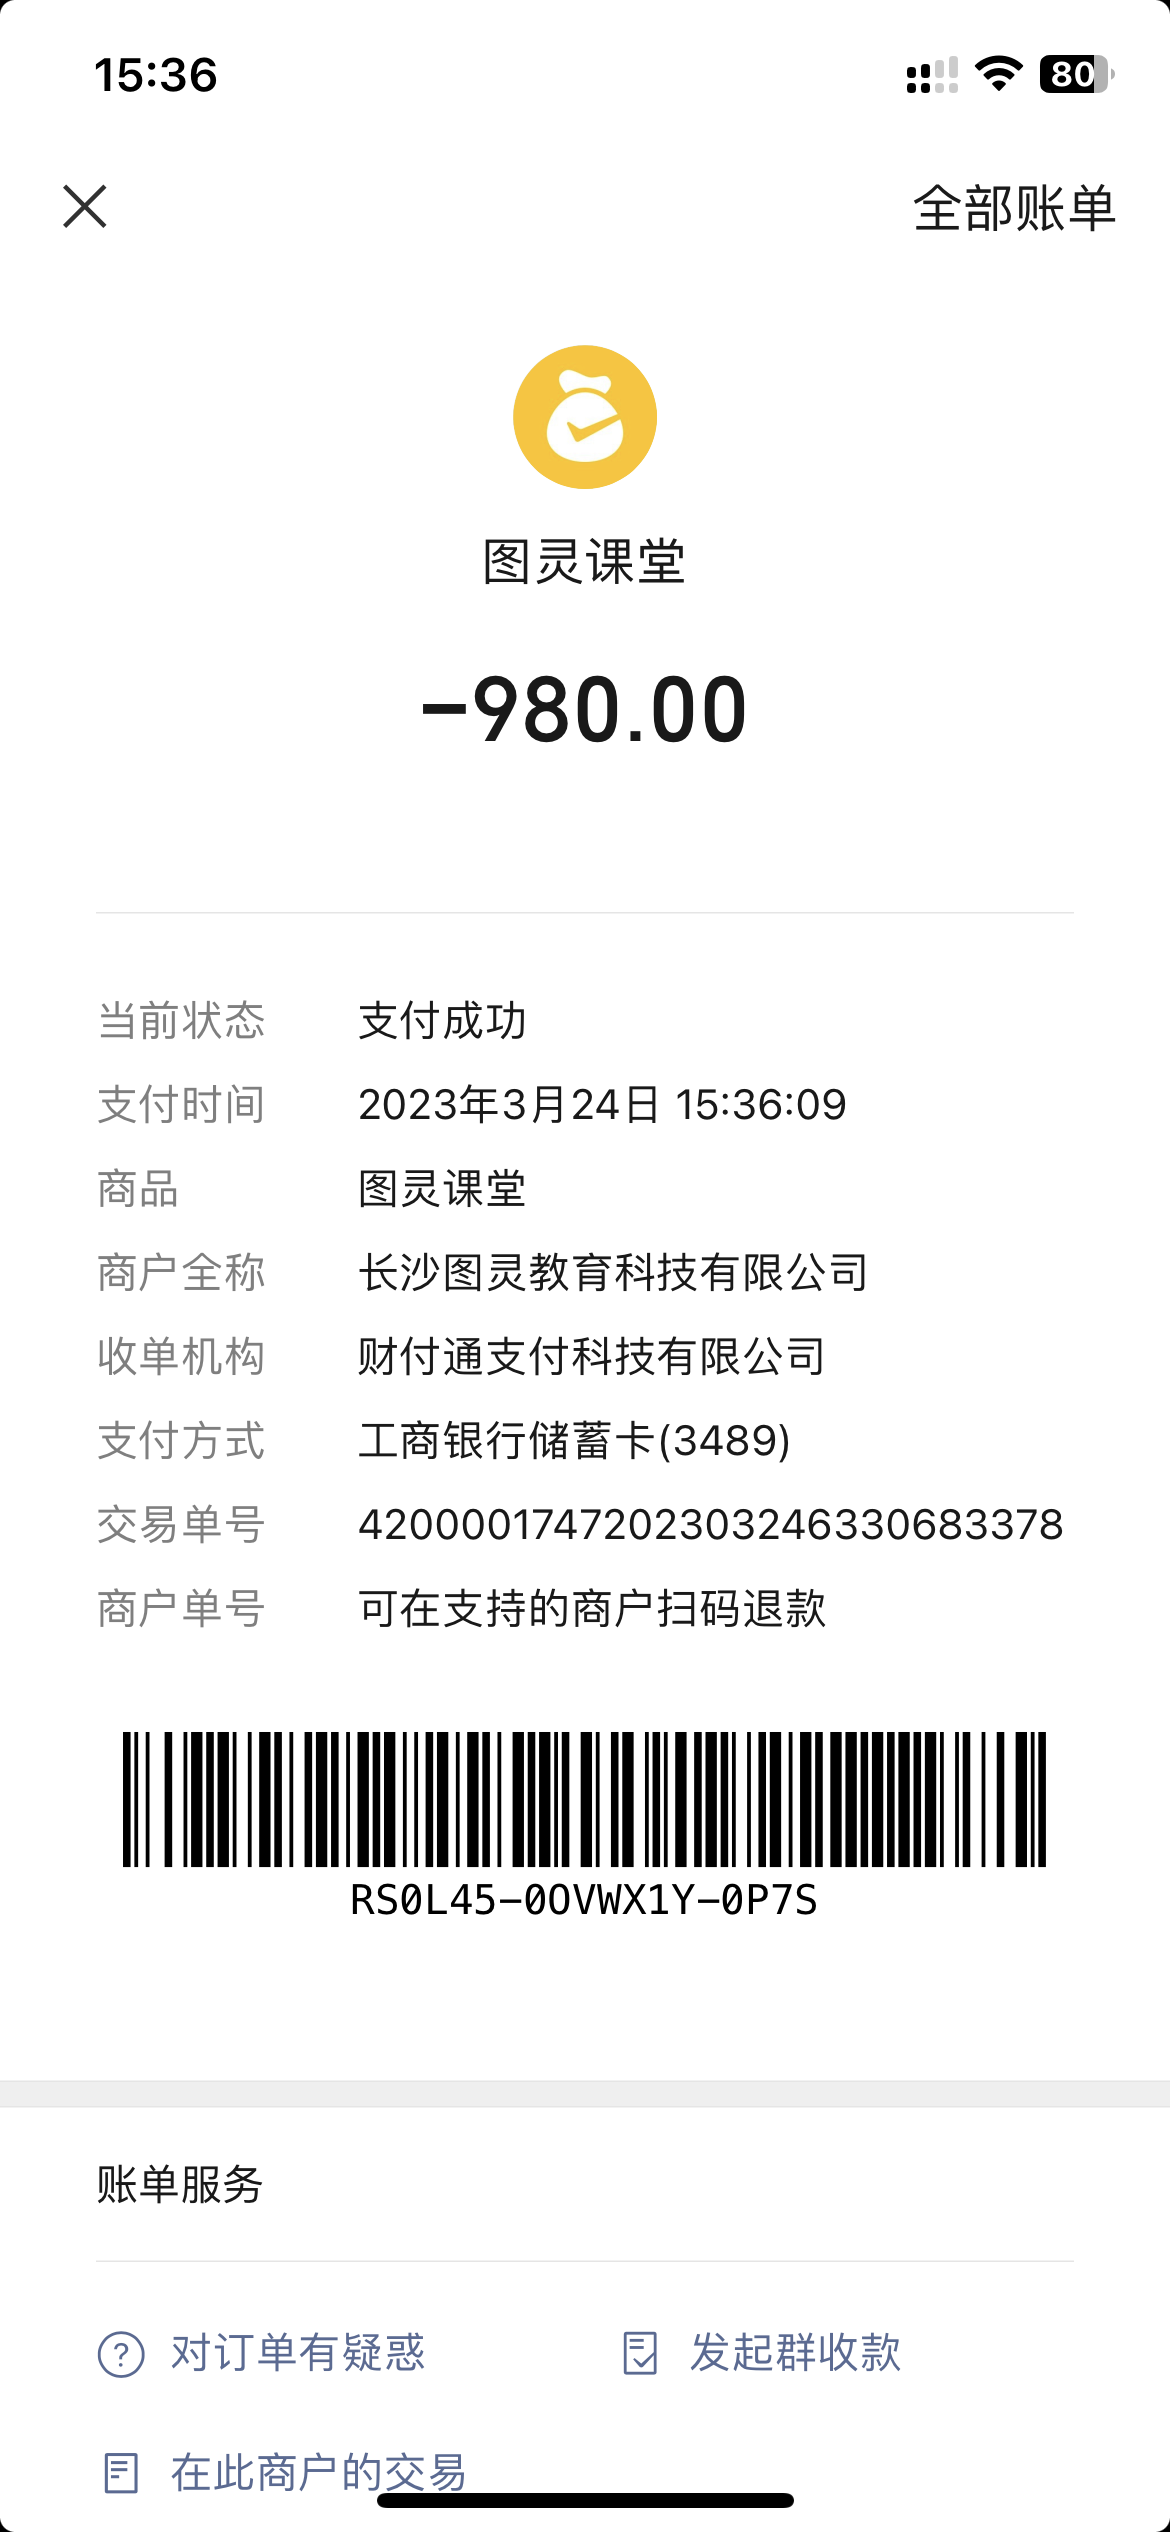 15:36
80
全部账单
图灵课堂
-980.00
当前状态 支付成功
支付时间 2023年3月24日 15:36:09
商品 图灵课堂
商户全称 长沙图灵教育科技有限公司
收单机构 财付通支付科技有限公司
支付方式 工商银行储蓄卡(3489)
交易单号 4200001747202303246330683378
商户单号 可在支持的商户扫码退款
RS0L45-0OVWX1Y-0P7S
账单服务
对订单有疑惑 发起群收款
在此商户的交易